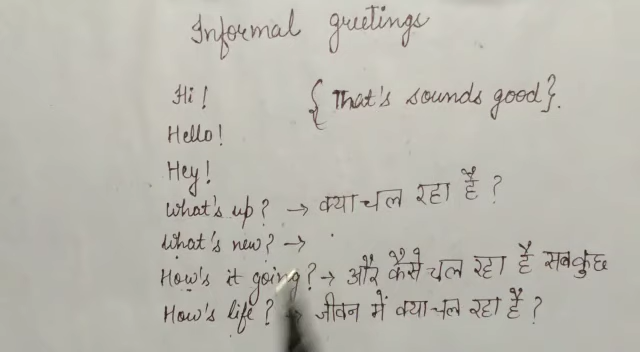 Informal greetings
Hi!
{That's sounds good}.
Hello!
Hey!
What's up? → क्या चल रहा है ?
What's new? →
How's it going? → और कैसे चल रहा है सबकुछ
How's life? → जीवन में क्या चल रहा है ?